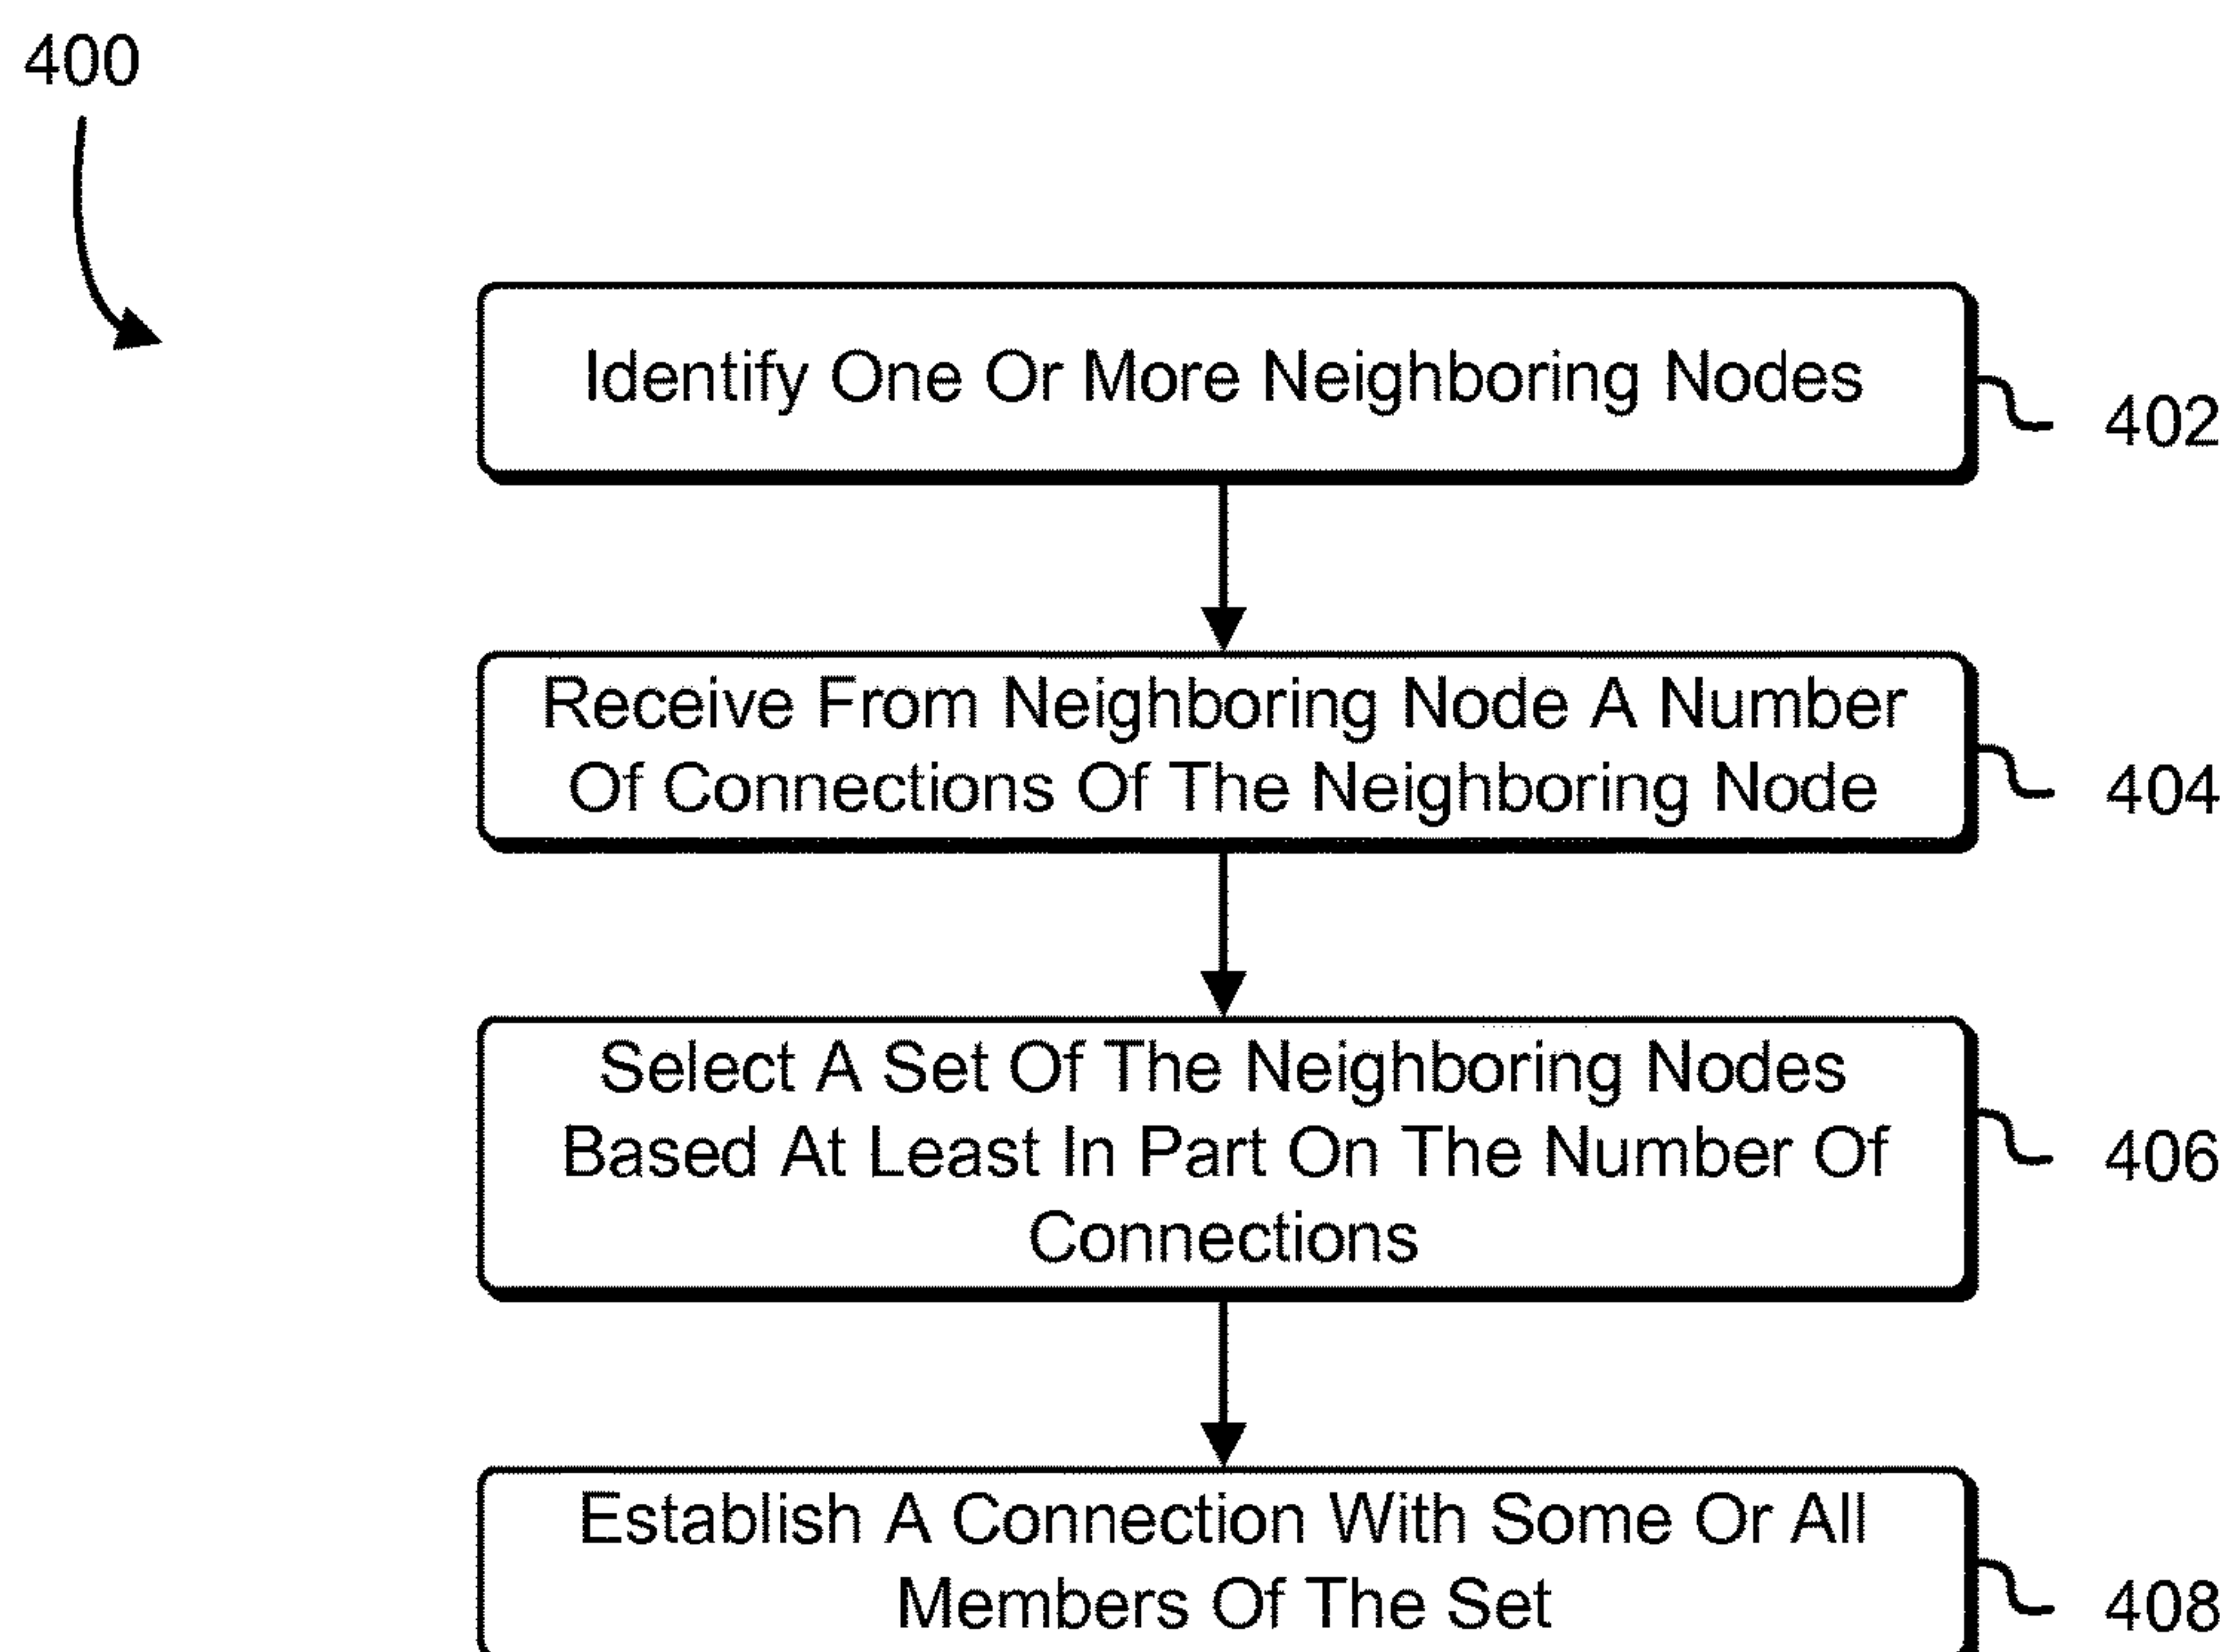 400
Identify One Or More Neighboring Nodes
402
Receive From Neighboring Node A Number
Of Connections Of The Neighboring Node
404
Select A Set Of The Neighboring Nodes
Based At Least In Part On The Number Of
Connections
406
Establish A Connection With Some Or All
Members Of The Set
408